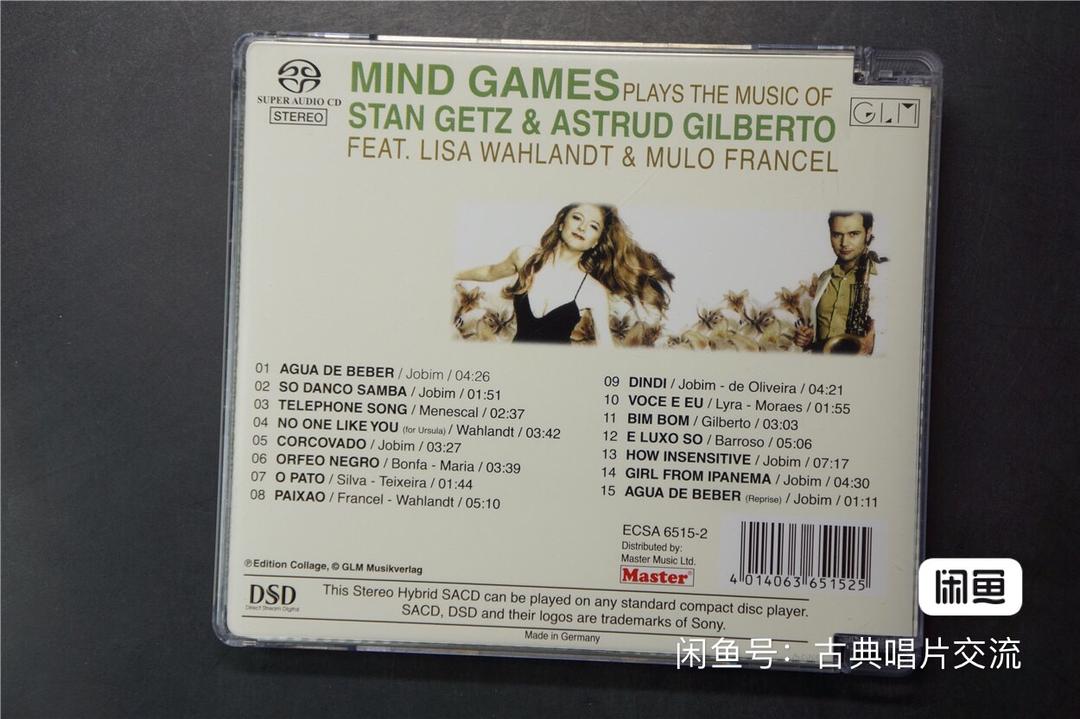 SUPER AUDIO CD
STEREO
MIND GAMES PLAYS THE MUSIC OF
STAN GETZ & ASTRUD GILBERTO
FEAT. LISA WAHLANDT & MULO FRANCEL
GLM
01 AGUA DE BEBER / Jobim / 04:26
02 SO DANCO SAMBA / Jobim / 01:51
03 TELEPHONE SONG / Menescal / 02:37
04 NO ONE LIKE YOU (for Ursula) / Wahlandt / 03:42
05 CORCOVADO / Jobim / 03:27
06 ORFEO NEGRO / Bonfa - Maria / 03:39
07 O PATO / Silva - Teixeira / 01:44
08 PAIXAO / Francel - Wahlandt / 05:10
09 DINDI / Jobim - de Oliveira / 04:21
10 VOCE E EU / Lyra - Moraes / 01:55
11 BIM BOM / Gilberto / 03:03
12 E LUXO SO / Barroso / 05:06
13 HOW INSENSITIVE / Jobim / 07:17
14 GIRL FROM IPANEMA / Jobim / 04:30
15 AGUA DE BEBER (Reprise) / Jobim / 01:11
ECSA 6515-2
Distributed by:
Master Music Ltd.
Master
4 014063 651525
℗ Edition Collage, © GLM Musikverlag
DSD
Direct Stream Digital
This Stereo Hybrid SACD can be played on any standard compact disc player.
SACD, DSD and their logos are trademarks of Sony.
Made in Germany
闲鱼
闲鱼号：古典唱片交流